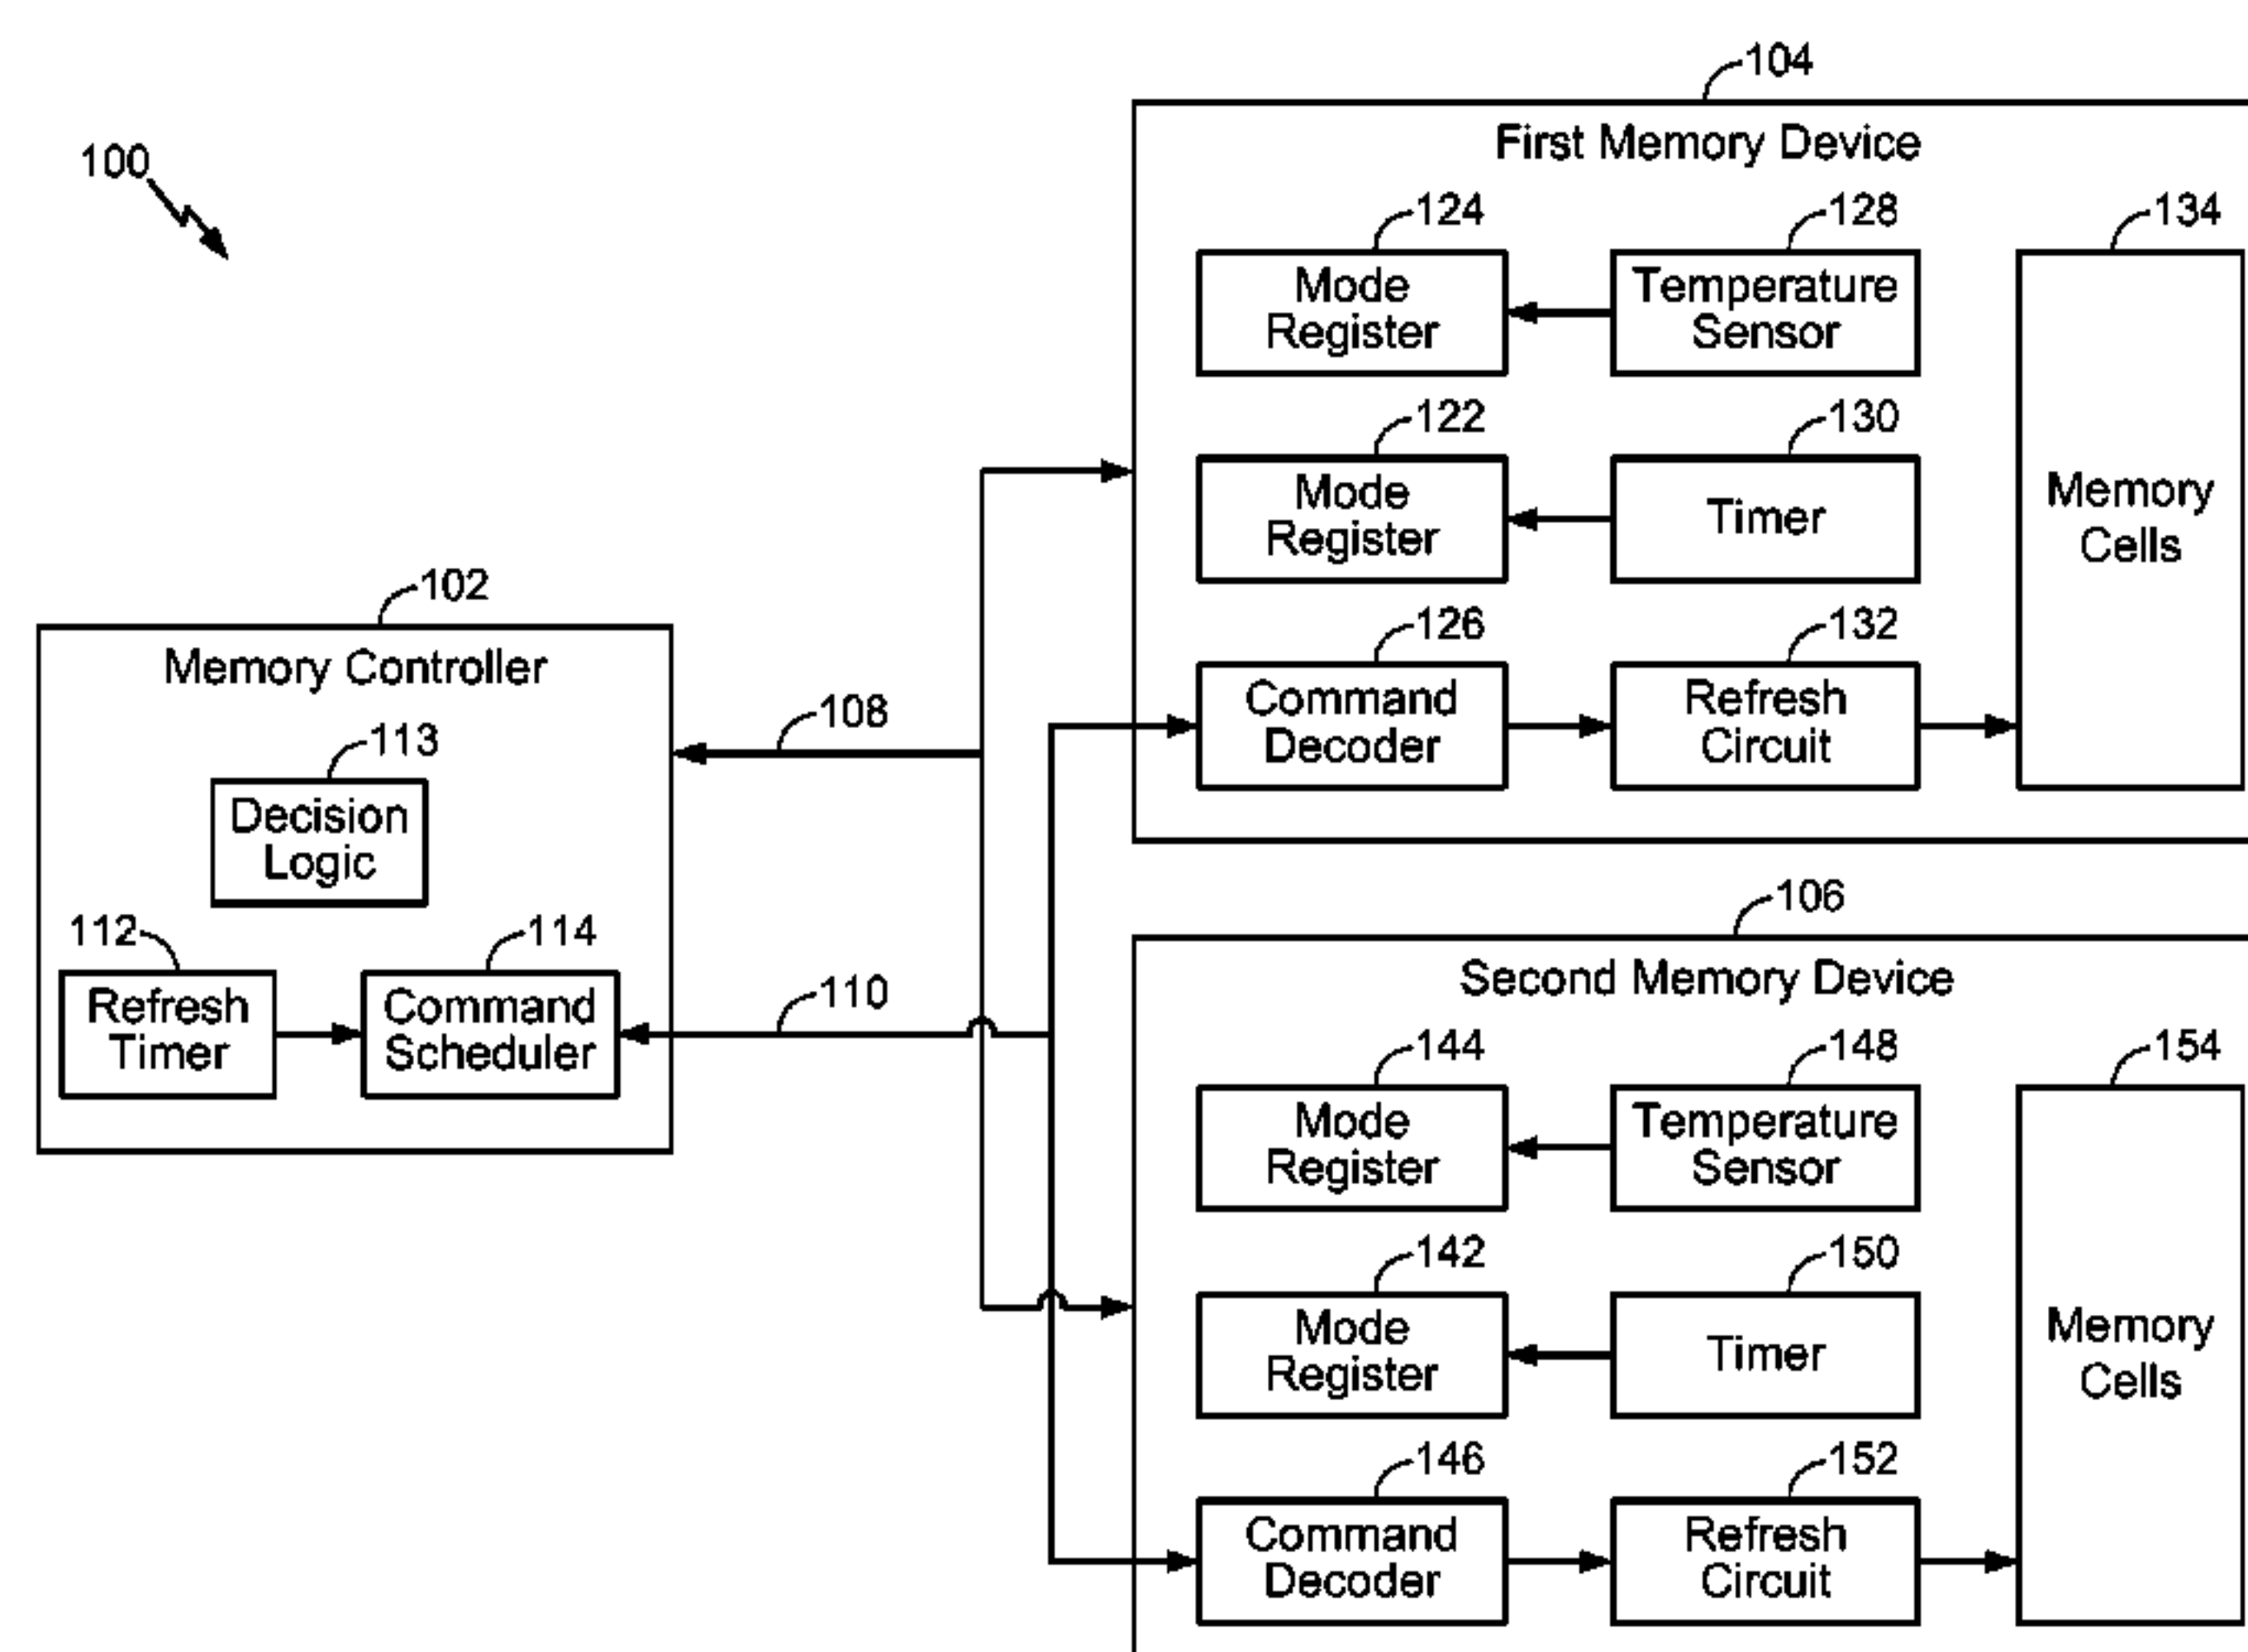 100
104
First Memory Device
124
128
134
Mode
Register
Temperature
Sensor
Memory
Cells
122
130
Mode
Register
Timer
126
132
Command
Decoder
Refresh
Circuit
102
Memory Controller
108
113
Decision
Logic
112
114
Refresh
Timer
Command
Scheduler
110
106
Second Memory Device
144
148
154
Mode
Register
Temperature
Sensor
Memory
Cells
142
150
Mode
Register
Timer
146
152
Command
Decoder
Refresh
Circuit